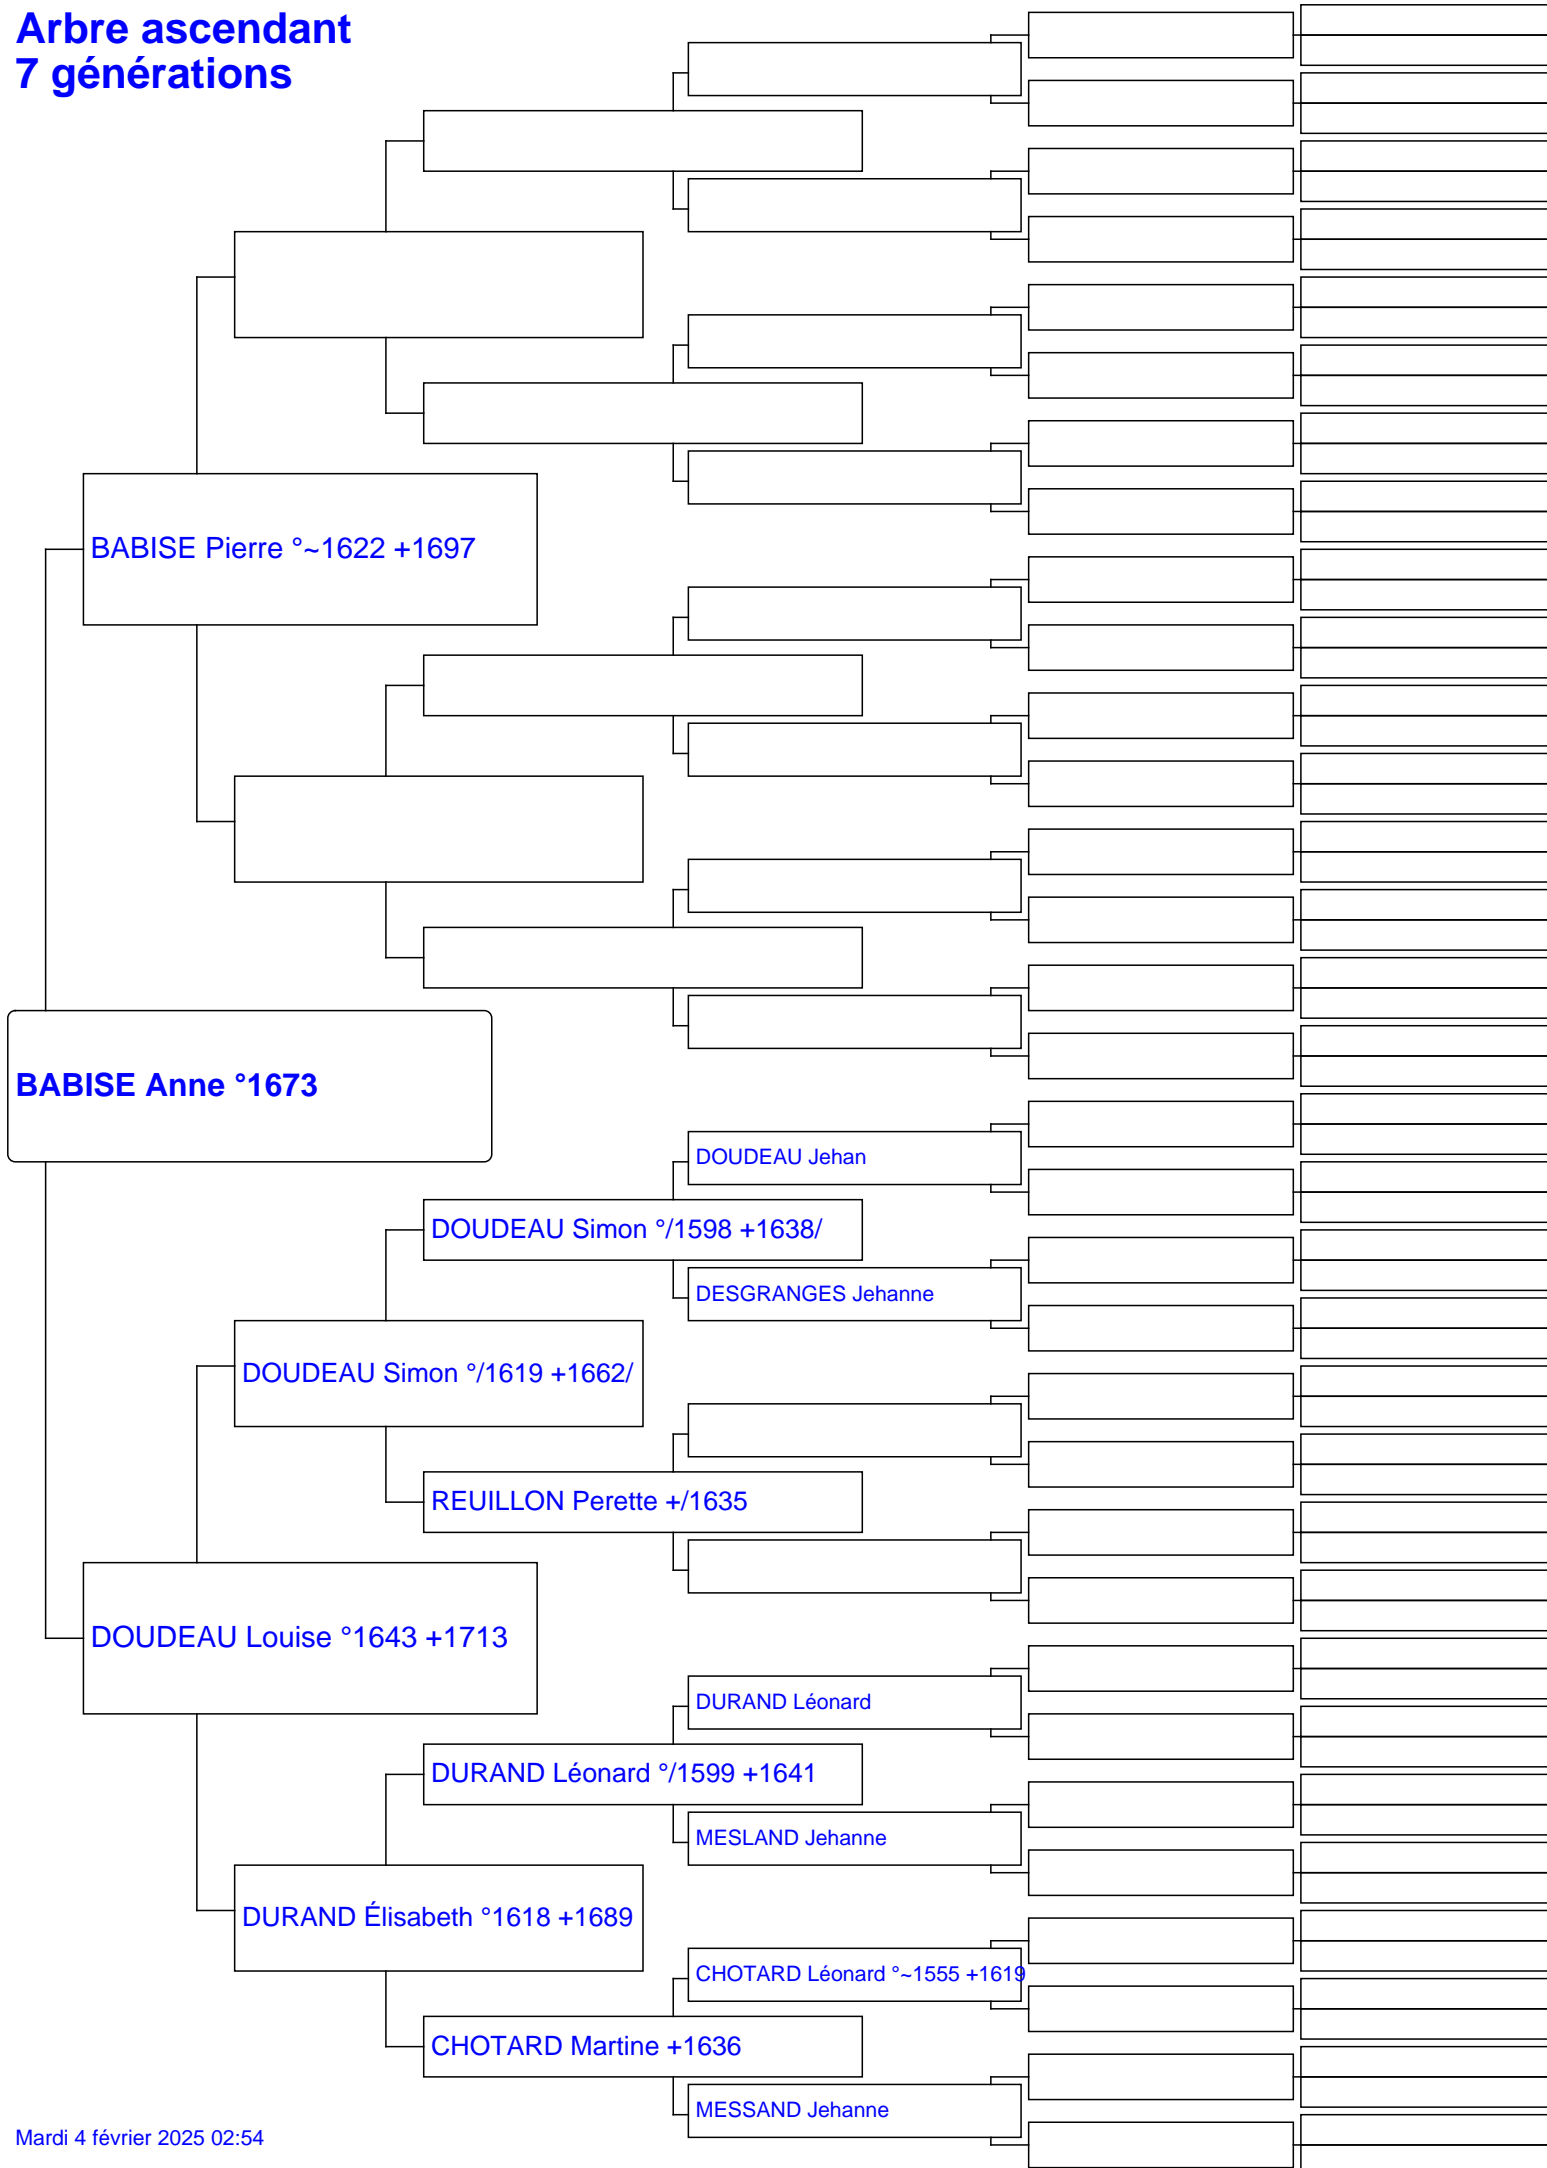 Arbre ascendant
7 générations
BABISE Pierre °~1622 +1697
BABISE Anne °1673
DOUDEAU Jehan
DOUDEAU Simon °/1598 +1638/
DESGRANGES Jehanne
DOUDEAU Simon °/1619 +1662/
REUILLON Perette +/1635
DOUDEAU Louise °1643 +1713
DURAND Léonard
DURAND Léonard °/1599 +1641
MESLAND Jehanne
DURAND Élisabeth °1618 +1689
CHOTARD Léonard °~1555 +1619
CHOTARD Martine +1636
MESSAND Jehanne
Mardi 4 février 2025 02:54